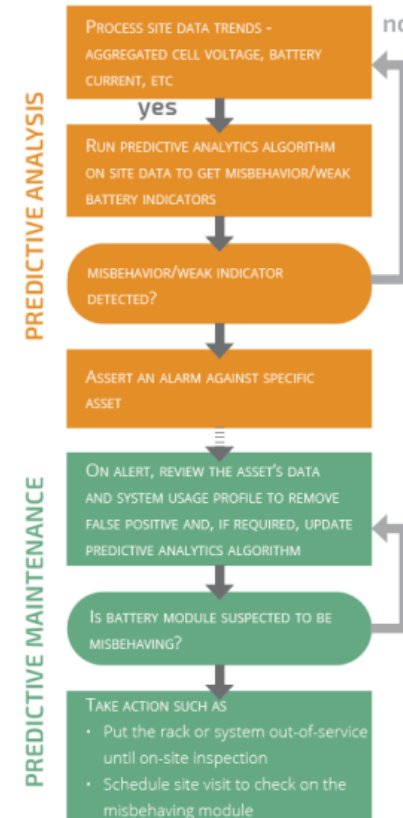 PROCESS SITE DATA TRENDS -
AGGREGATED CELL VOLTAGE, BATTERY
CURRENT, ETC
no
yes
RUN PREDICTIVE ANALYTICS ALGORITHM
ON SITE DATA TO GET MISBEHAVIOR/WEAK
BATTERY INDICATORS
MISBEHAVIOR/WEAK INDICATOR
DETECTED?
ASSERT AN ALARM AGAINST SPECIFIC
ASSET
PREDICTIVE ANALYSIS
ON ALERT, REVIEW THE ASSET'S DATA
AND SYSTEM USAGE PROFILE TO REMOVE
FALSE POSITIVE AND, IF REQUIRED, UPDATE
PREDICTIVE ANALYTICS ALGORITHM
IS BATTERY MODULE SUSPECTED TO BE
MISBEHAVING?
TAKE ACTION SUCH AS
• Put the rack or system out-of-service
until on-site inspection
• Schedule site visit to check on the
misbehaving module
PREDICTIVE MAINTENANCE